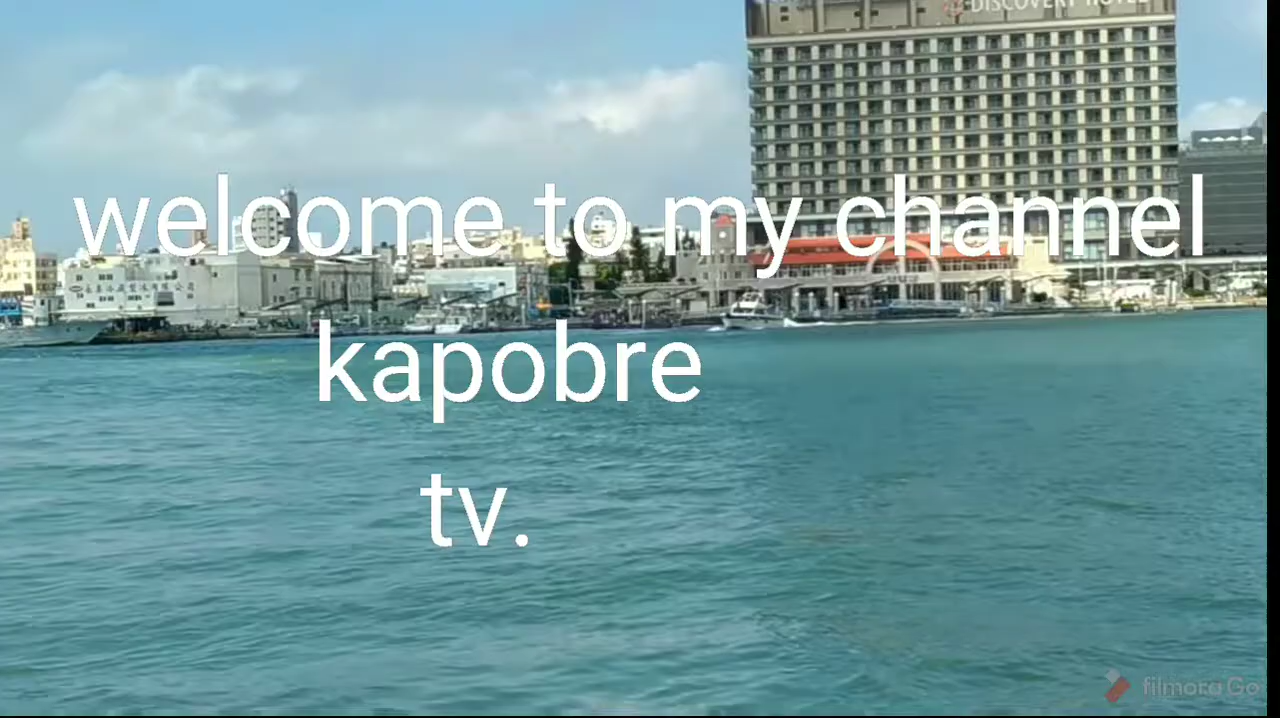 DISCOVERY HOTEL
welcome to my channel
kapobre
tv.
filmora Go